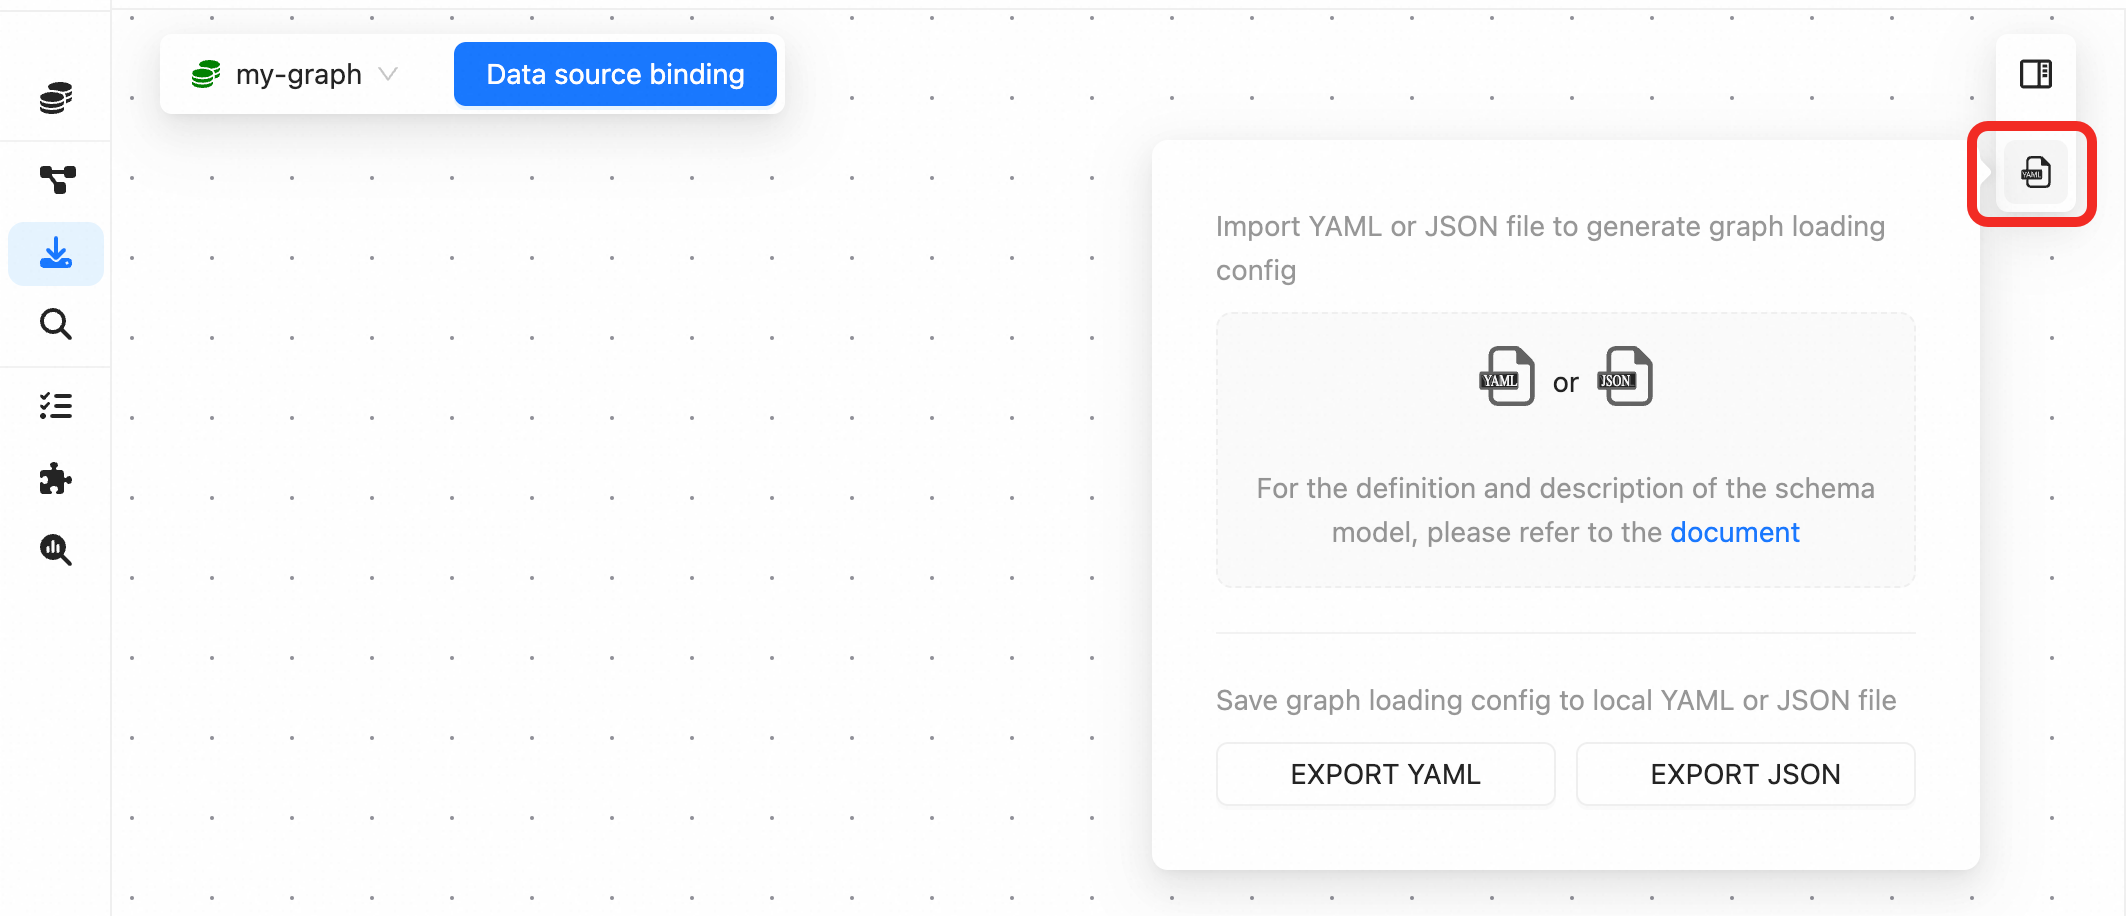 my-graph
Data source binding
YAML
Import YAML or JSON file to generate graph loading
config
YAML or JSON
For the definition and description of the schema
model, please refer to the document
Save graph loading config to local YAML or JSON file
EXPORT YAML
EXPORT JSON